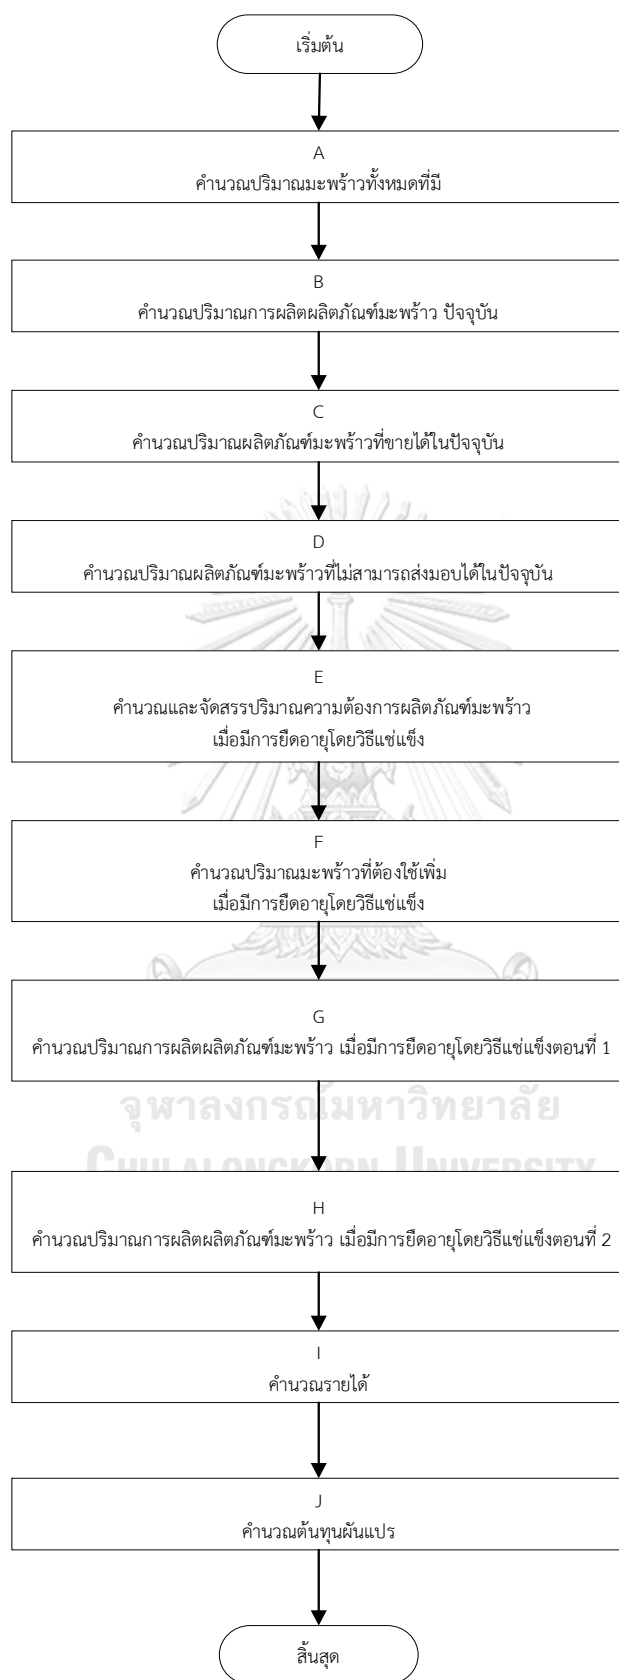 เริ่มต้น
A
คำนวณปริมาณมะพร้าวทั้งหมดที่มี
B
คำนวณปริมาณการผลิตผลิตภัณฑ์มะพร้าว ปัจจุบัน
C
คำนวณปริมาณผลิตภัณฑ์มะพร้าวที่ขายได้ในปัจจุบัน
D
คำนวณปริมาณผลิตภัณฑ์มะพร้าวที่ไม่สามารถส่งมอบได้ในปัจจุบัน
E
คำนวณและจัดสรรปริมาณความต้องการผลิตภัณฑ์มะพร้าว
เมื่อมีการยืดอายุโดยวิธีแช่แข็ง
F
คำนวณปริมาณมะพร้าวที่ต้องใช้เพิ่ม
เมื่อมีการยืดอายุโดยวิธีแช่แข็ง
G
คำนวณปริมาณการผลิตผลิตภัณฑ์มะพร้าว เมื่อมีการยืดอายุโดยวิธีแช่แข็งตอนที่ 1
จุฬาลงกรณ์มหาวิทยาลัย
CHULALONGKORN UNIVERSITY
H
คำนวณปริมาณการผลิตผลิตภัณฑ์มะพร้าว เมื่อมีการยืดอายุโดยวิธีแช่แข็งตอนที่ 2
I
คำนวณรายได้
J
คำนวณต้นทุนผันแปร
สิ้นสุด